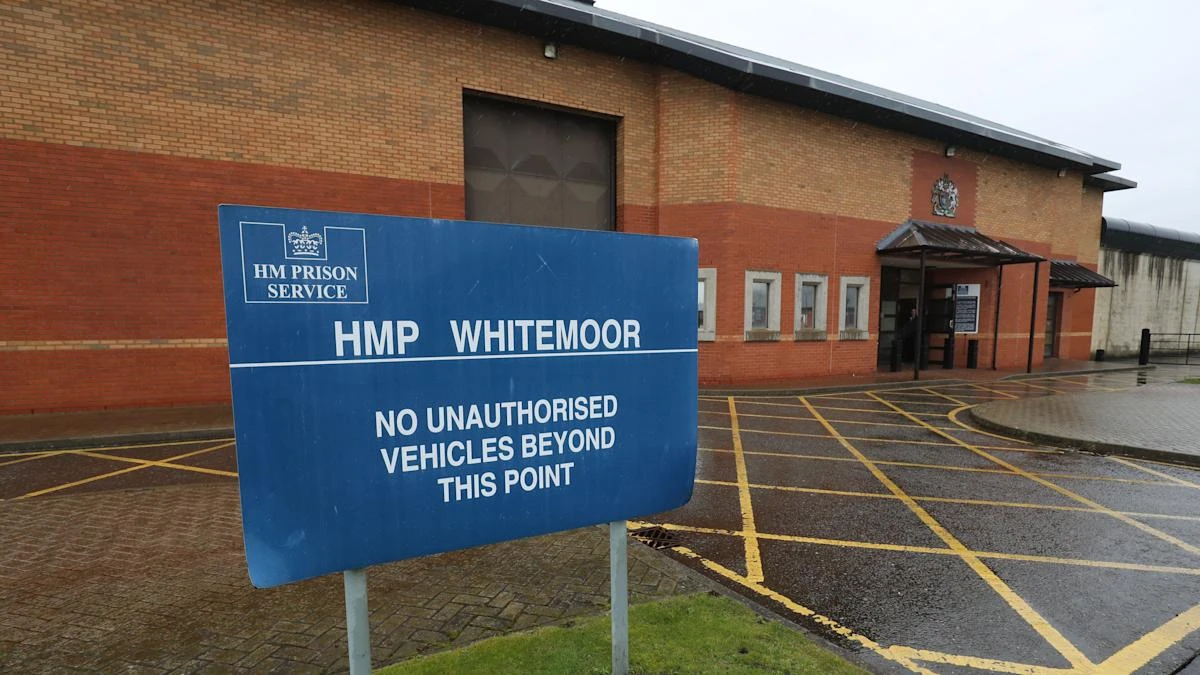 HM PRISON
SERVICE
HMP WHITEMOOR
NO UNAUTHORISED
VEHICLES BEYOND
THIS POINT